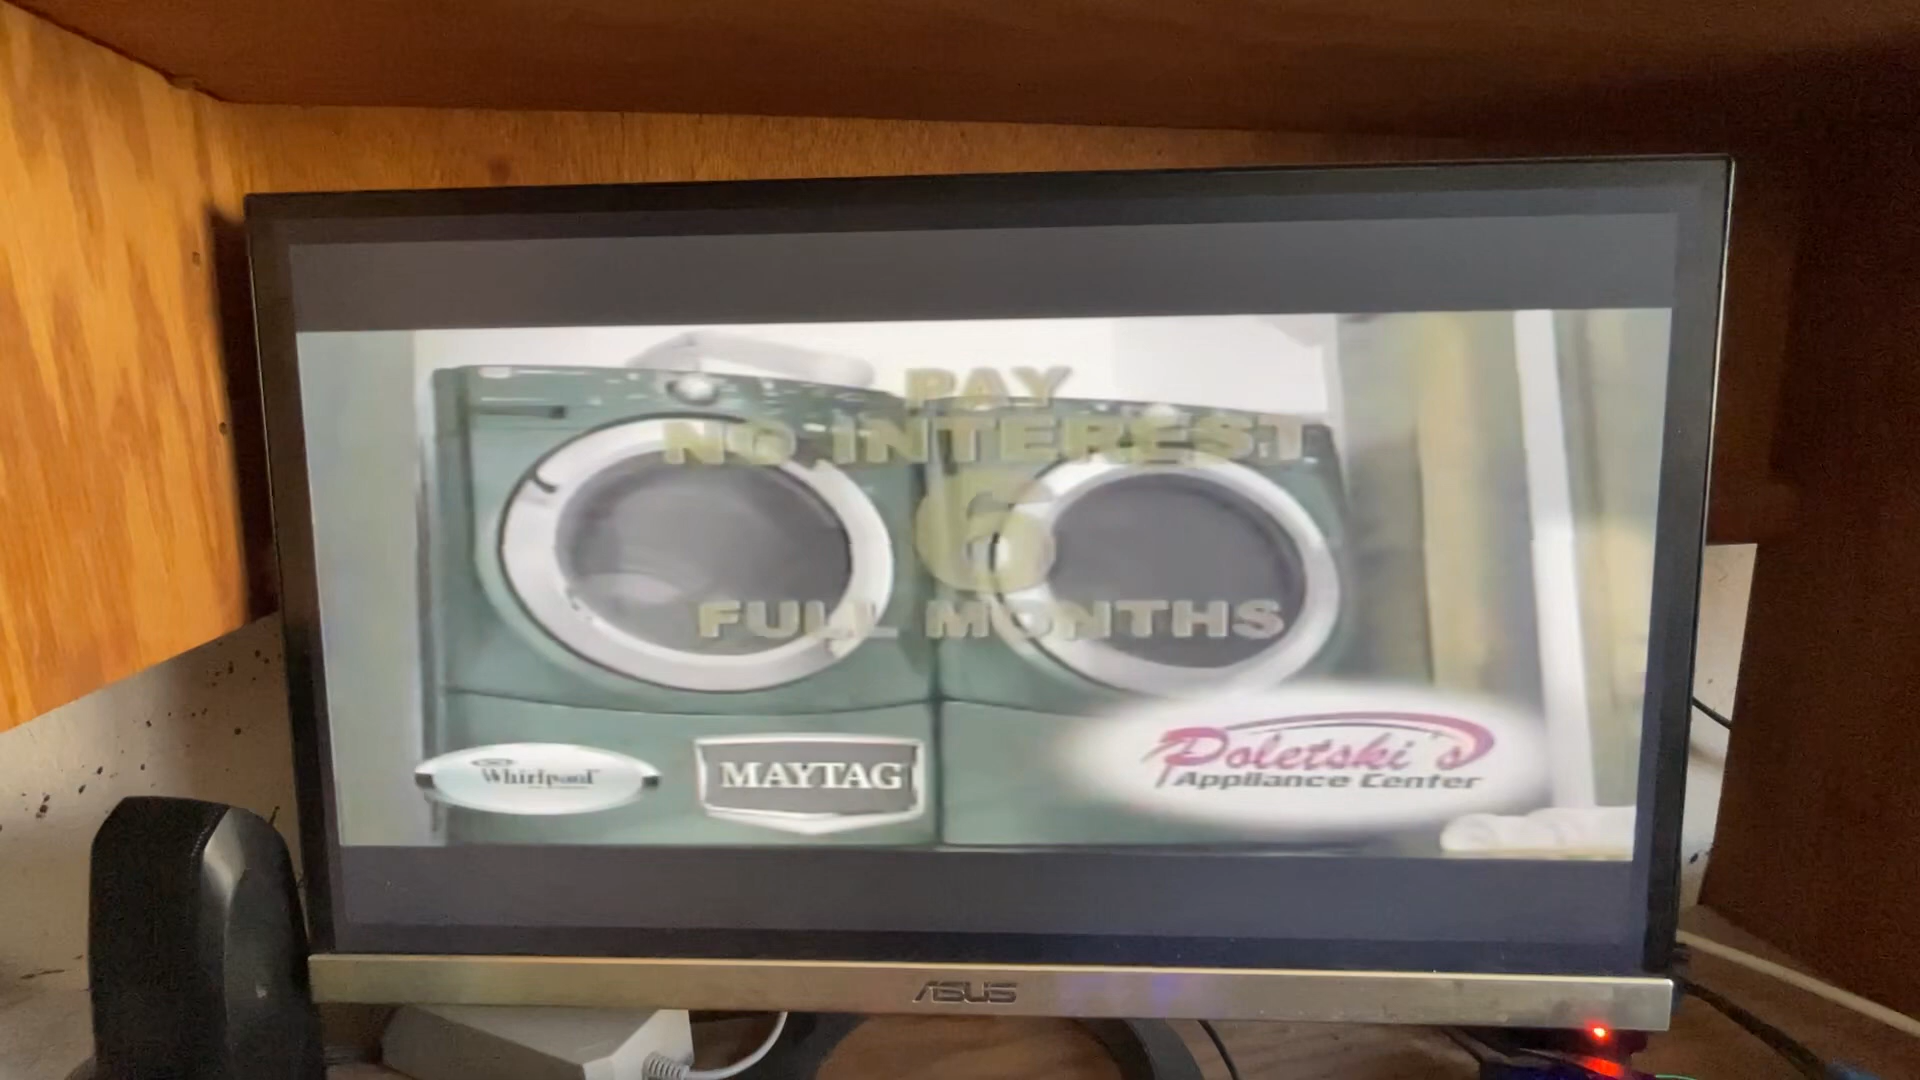 PAY
NO INTEREST
6
FULL MONTHS
Whirlpool
MAYTAG
Poletski's
Appliance Center
ASUS